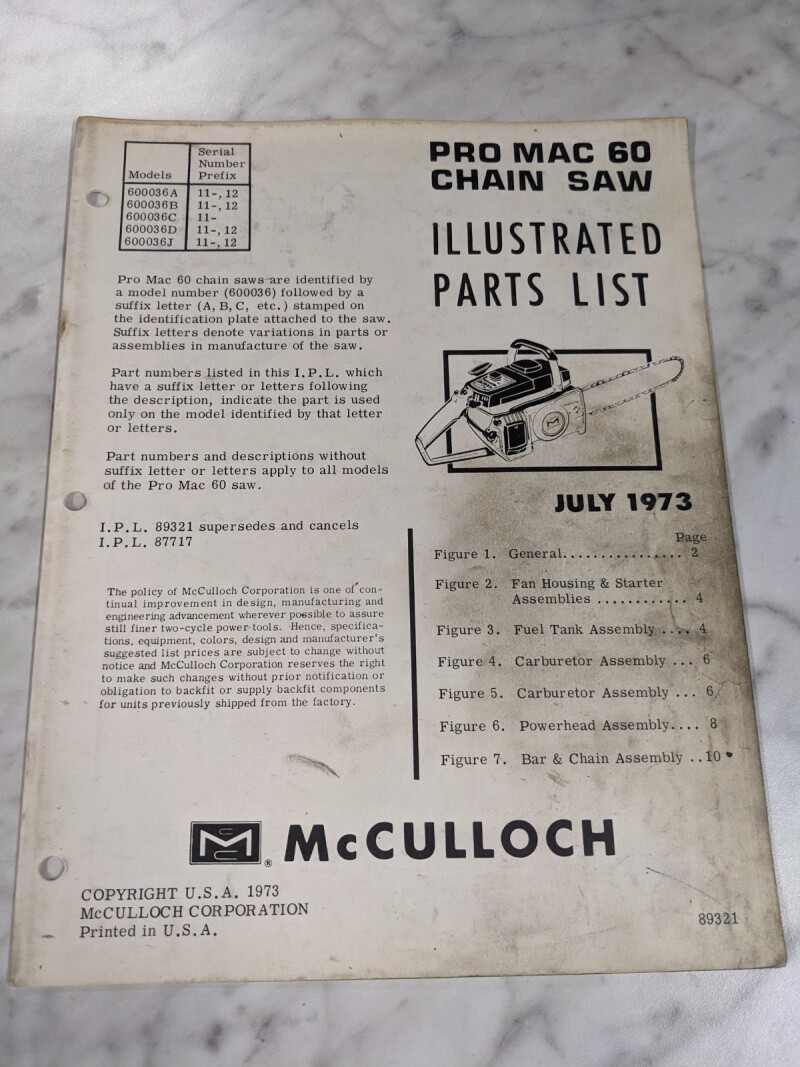 Models Serial Number Prefix
600036A 11-, 12
600036B 11-, 12
600036C 11-
600036D 11-, 12
600036J 11-, 12
Pro Mac 60 chain saws are identified by
a model number (600036) followed by a
suffix letter (A, B, C, etc.) stamped on
the identification plate attached to the saw.
Suffix letters denote variations in parts or
assemblies in manufacture of the saw.
Part numbers listed in this I.P.L. which
have a suffix letter or letters following
the description, indicate the part is used
only on the model identified by that letter
or letters.
Part numbers and descriptions without
suffix letter or letters apply to all models
of the Pro Mac 60 saw.
I.P.L. 89321 supersedes and cancels
I.P.L. 87717
The policy of McCulloch Corporation is one of con-
tinual improvement in design, manufacturing and
engineering advancement wherever possible to assure
still finer two-cycle power tools. Hence, specifica-
tions, equipment, colors, design and manufacturer's
suggested list prices are subject to change without
notice and McCulloch Corporation reserves the right
to make such changes without prior notification or
obligation to backfit or supply backfit components
for units previously shipped from the factory.
PRO MAC 60
CHAIN SAW
ILLUSTRATED
PARTS LIST
JULY 1973
Page
Figure 1. General................ 2
Figure 2. Fan Housing & Starter
Assemblies ............ 4
Figure 3. Fuel Tank Assembly .... 4
Figure 4. Carburetor Assembly ... 6
Figure 5. Carburetor Assembly ... 6
Figure 6. Powerhead Assembly.... 8
Figure 7. Bar & Chain Assembly ..10
M® McCULLOCH
COPYRIGHT U.S.A. 1973
McCULLOCH CORPORATION
Printed in U.S.A.
89321